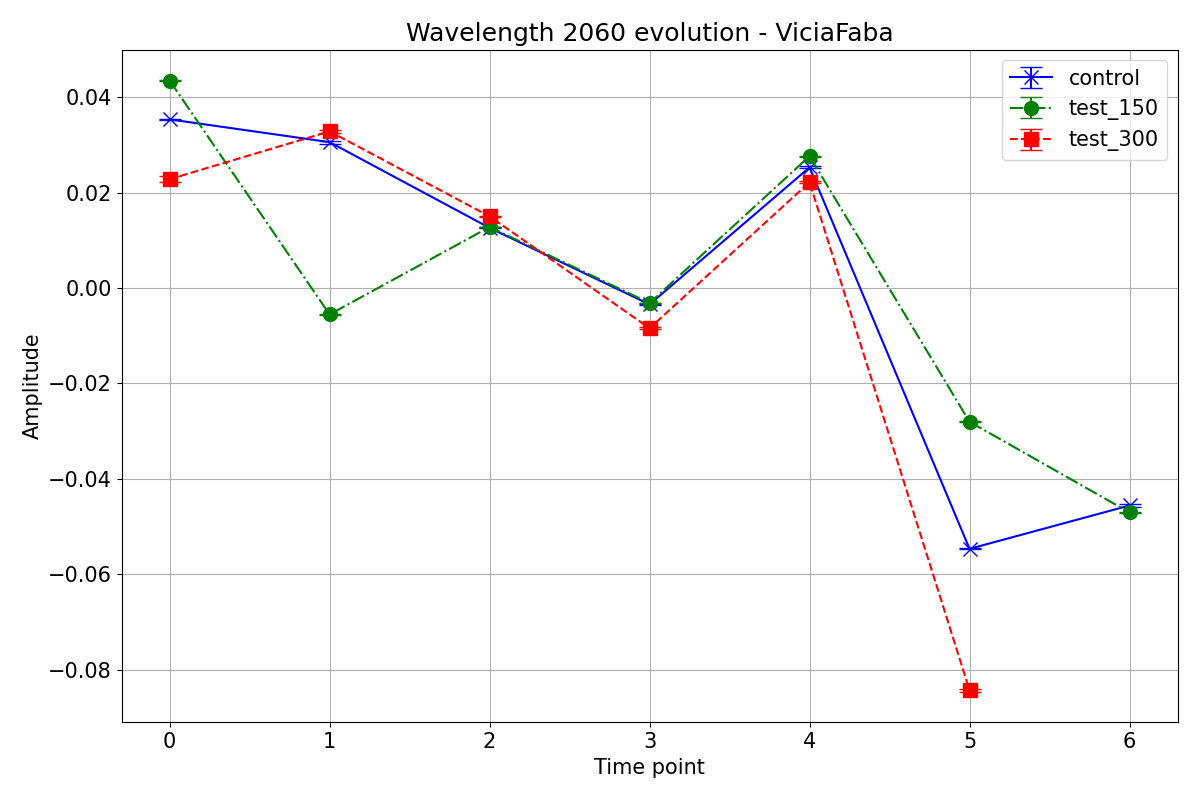 Wavelength 2060 evolution - ViciaFaba
control
test_150
test_300
Amplitude
0.04
0.02
0.00
−0.02
−0.04
−0.06
−0.08
0 1 2 3 4 5 6
Time point